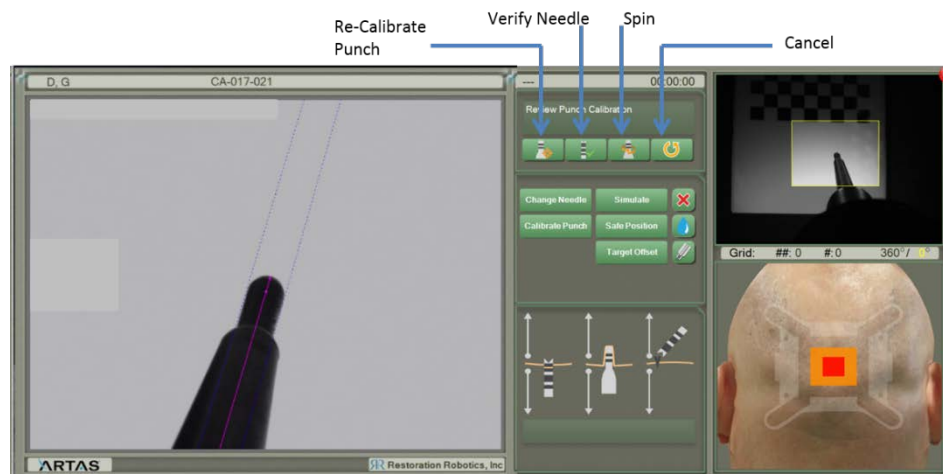 Re-Calibrate
Punch
Verify Needle
Spin
Cancel
D, G
CA-017-021
---
00:00:00
Review Punch Calibration
Change Needle
Simulate
Calibrate Punch
Safe Position
Target Offset
Grid: ##: 0 #: 0 360°/ 0°
ARTAS
RR Restoration Robotics, Inc